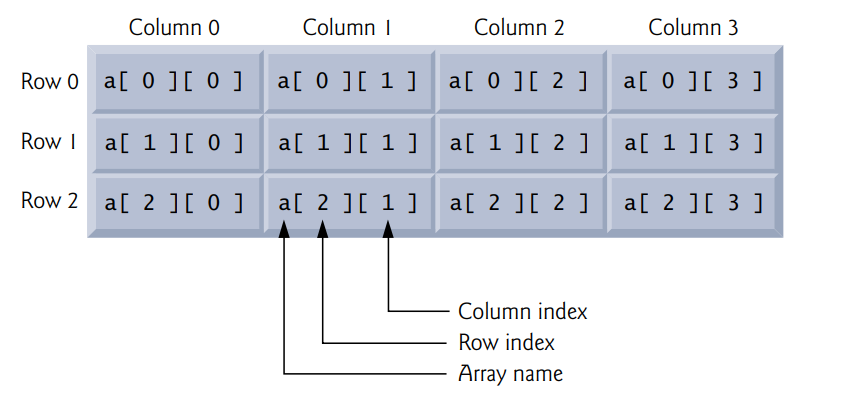 Column 0 Column 1 Column 2 Column 3
Row 0 a[ 0 ][ 0 ] a[ 0 ][ 1 ] a[ 0 ][ 2 ] a[ 0 ][ 3 ]
Row 1 a[ 1 ][ 0 ] a[ 1 ][ 1 ] a[ 1 ][ 2 ] a[ 1 ][ 3 ]
Row 2 a[ 2 ][ 0 ] a[ 2 ][ 1 ] a[ 2 ][ 2 ] a[ 2 ][ 3 ]
Column index
Row index
Array name